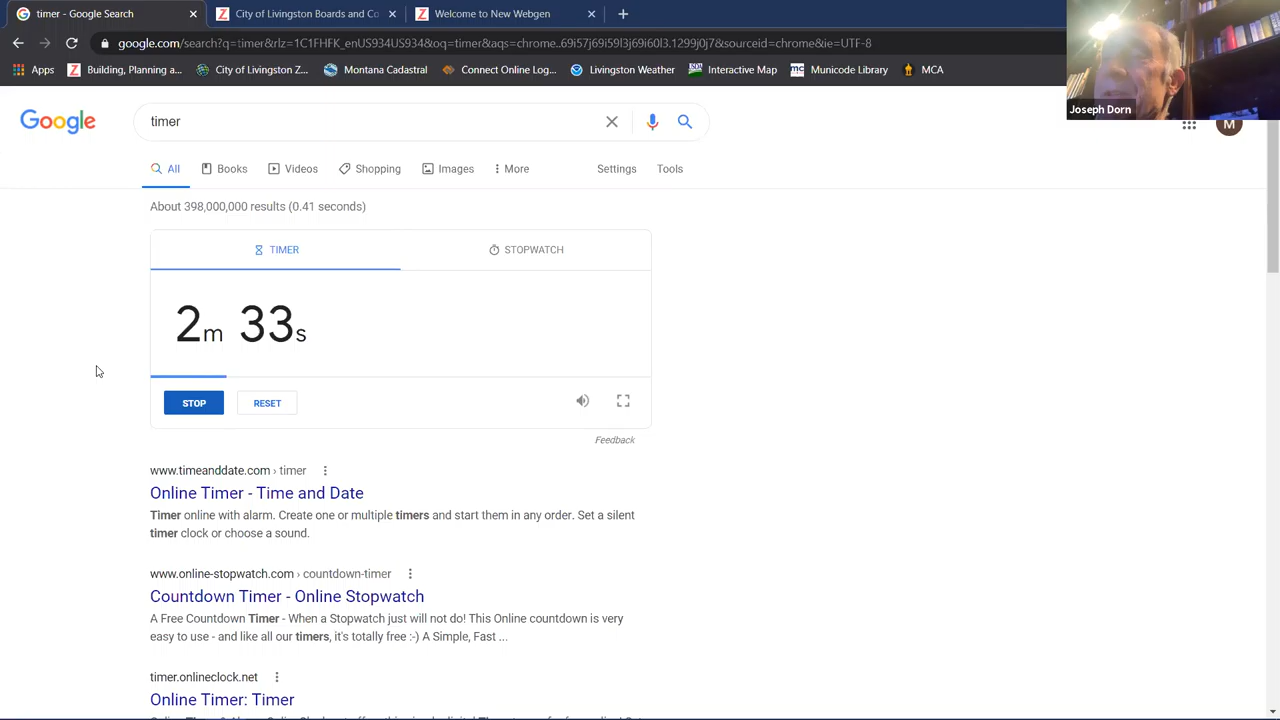 timer - Google Search
City of Livingston Boards and Co
Welcome to New Webgen
google.com/search?q=timer&rlz=1C1FHFK_enUS934US934&oq=timer&aqs=chrome..69i57j69i59l3j69i60l3.1299j0j7&sourceid=chrome&ie=UTF-8
Apps
Building, Planning a...
City of Livingston Z...
Montana Cadastral
Connect Online Log...
Livingston Weather
Interactive Map
Municode Library
MCA
Joseph Dorn
Google
timer
M
All
Books
Videos
Shopping
Images
More
Settings
Tools
About 398,000,000 results (0.41 seconds)
TIMER
STOPWATCH
2m 33s
STOP
RESET
Feedback
www.timeanddate.com › timer
Online Timer - Time and Date
Timer online with alarm. Create one or multiple timers and start them in any order. Set a silent
timer clock or choose a sound.
www.online-stopwatch.com › countdown-timer
Countdown Timer - Online Stopwatch
A Free Countdown Timer - When a Stopwatch just will not do! This Online countdown is very
easy to use - and like all our timers, it's totally free :-) A Simple, Fast ...
timer.onlineclock.net
Online Timer: Timer